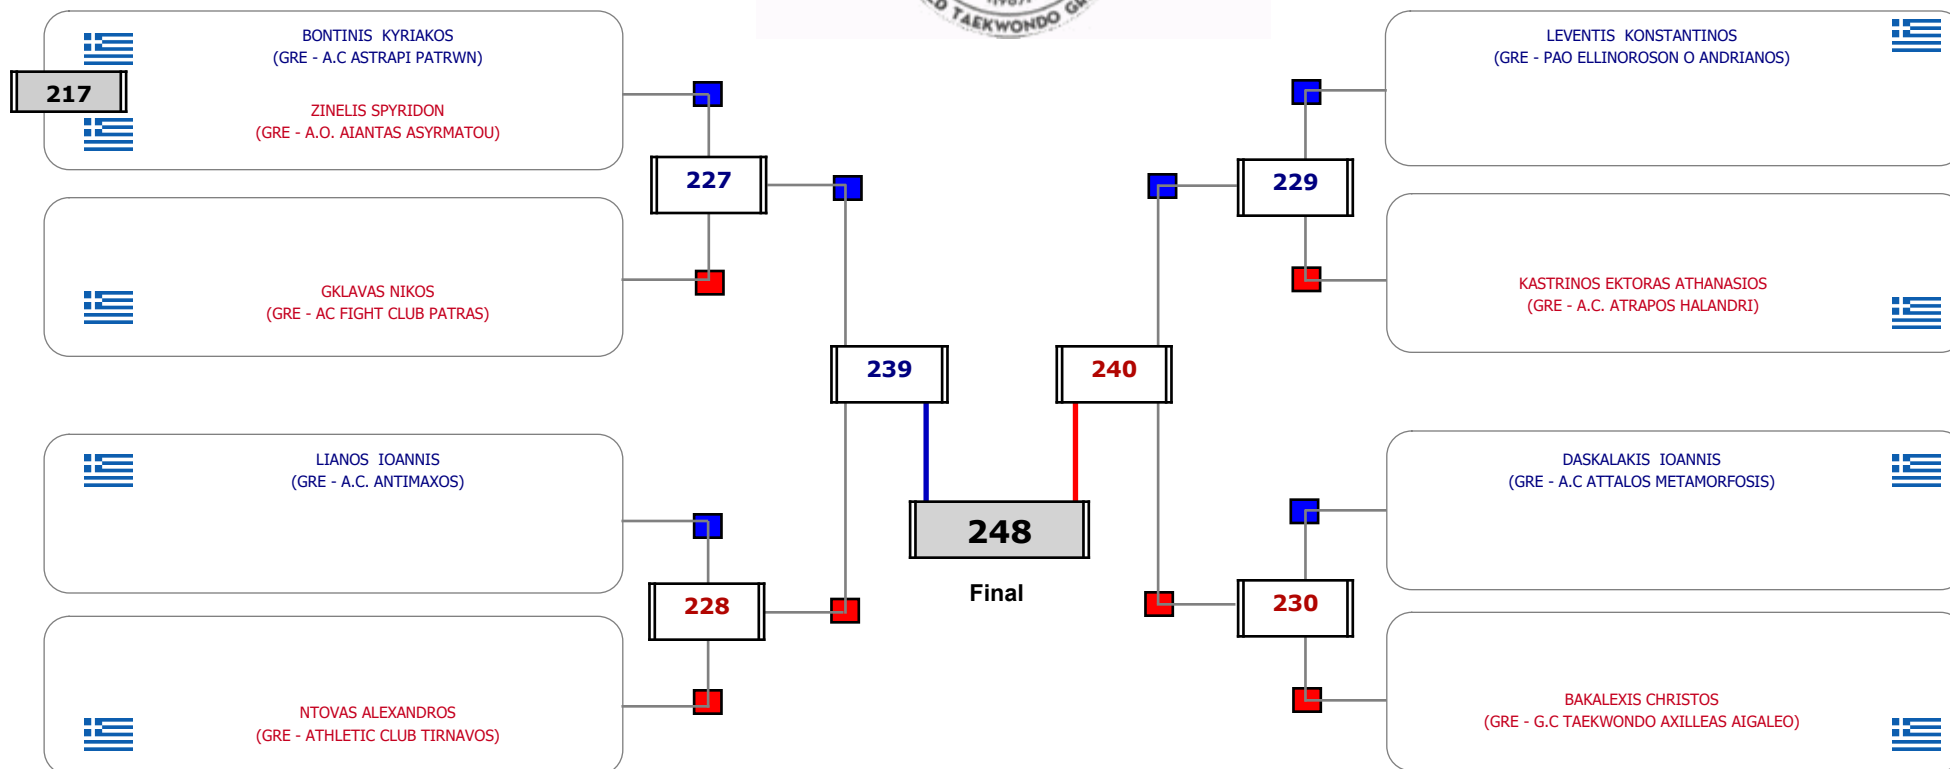 TAEKWONDO
BONTINIS KYRIAKOS
(GRE - A.C ASTRAPI PATRWN)
217
ZINELIS SPYRIDON
(GRE - A.O. AIANTAS ASYRMATOU)
227
GKLAVAS NIKOS
(GRE - AC FIGHT CLUB PATRAS)
239
LIANOS IOANNIS
(GRE - A.C. ANTIMAXOS)
228
NTOVAS ALEXANDROS
(GRE - ATHLETIC CLUB TIRNAVOS)
248
Final
LEVENTIS KONSTANTINOS
(GRE - PAO ELLINOROSON O ANDRIANOS)
229
KASTRINOS EKTORAS ATHANASIOS
(GRE - A.C. ATRAPOS HALANDRI)
240
DASKALAKIS IOANNIS
(GRE - A.C ATTALOS METAMORFOSIS)
230
BAKALEXIS CHRISTOS
(GRE - G.C TAEKWONDO AXILLEAS AIGALEO)